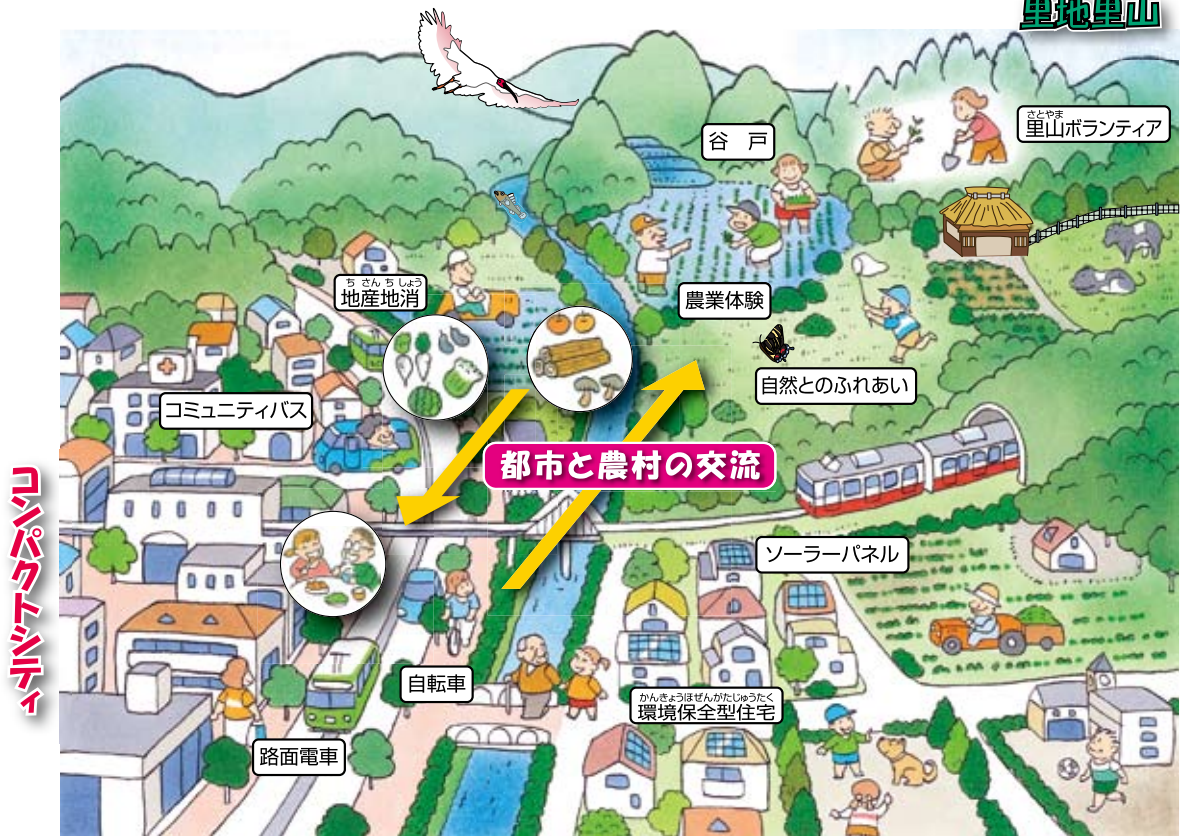 里地里山
谷戸
さとやま
里山ボランティア
ち さん ち しょう
地産地消
農業体験
自然とのふれあい
コミュニティバス
都市と農村の交流
コンパクトシティ
ソーラーパネル
自転車
かんきょうほぜんがたじゅうたく
環境保全型住宅
路面電車